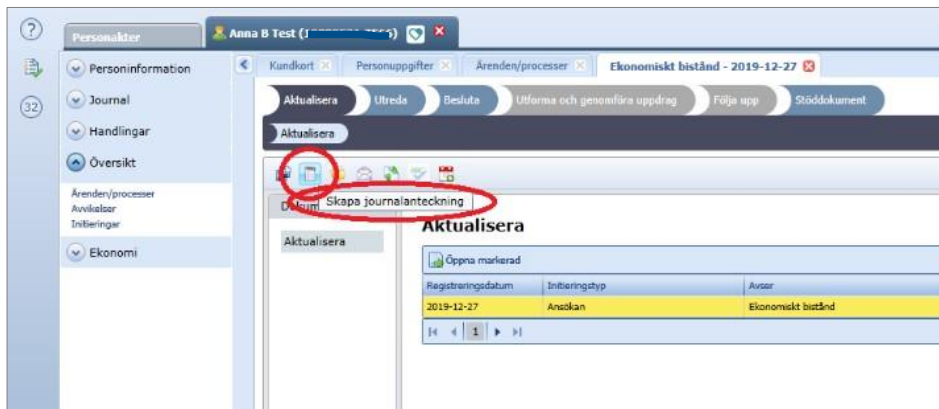 Personakter
Anna B Test
Personinformation
Journal
Handlingar
Översikt
Ärenden/processer
Avvikelser
Initieringar
Ekonomi
32
Kundkort Personuppgifter Ärenden/processer Ekonomiskt bistånd - 2019-12-27
Aktualisera Utreda Besluta Utforma och genomföra uppdrag Följa upp Stöddokument
Aktualisera
Skapa journalanteckning
Dokum
Aktualisera
Aktualisera
Öppna markerad
Registreringsdatum Initieringstyp Avser
2019-12-27 Ansökan Ekonomiskt bistånd
1